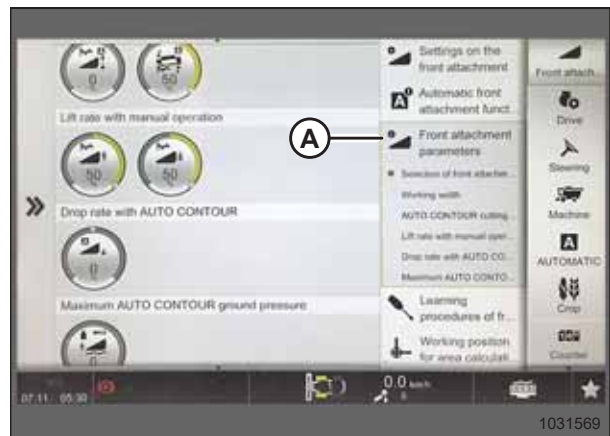 0
50
Lift rate with manual operation
50
50
Drop rate with AUTO CONTOUR
0
Maximum AUTO CONTOUR ground pressure
A
Settings on the
front attachment
Automatic front
attachment funct
Front attachment
parameters
Selection of front attachm...
Working width
AUTO CONTOUR cutting
Lift rate with manual oper...
Drop rate with AUTO CO...
Maximum AUTO CONTO...
Learning
procedures of fr...
Working position
for area calculati
Front attach.
Drive
Steering
Machine
A
AUTOMATIC
Crop
Counter
07.11 05:30
0.0 km/h
1031569